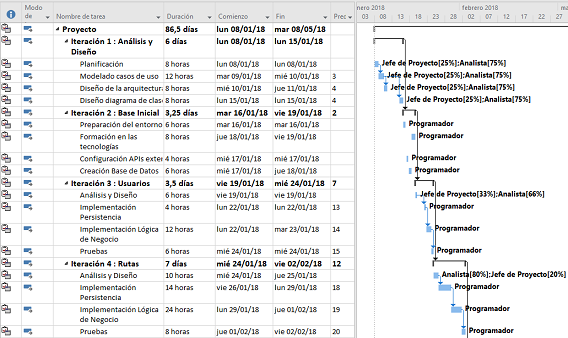 Modo de Nombre de tarea Duración Comienzo Fin Prec
nero 2018 febrero 2018 ma
03 08 13 18 23 28 02 07 12 17 22 27
Proyecto 86,5 días lun 08/01/18 mar 08/05/18
Iteración 1 : Análisis y Diseño 6 días lun 08/01/18 lun 15/01/18
Planificación 8 horas lun 08/01/18 lun 08/01/18 Jefe de Proyecto[25%];Analista[75%]
Modelado casos de uso 12 horas mar 09/01/18 mié 10/01/18 3 Jefe de Proyecto[25%];Analista[75%]
Diseño de la arquitectura 8 horas mié 10/01/18 jue 11/01/18 4 Jefe de Proyecto[25%];Analista[75%]
Diseño diagrama de clas 8 horas lun 15/01/18 lun 15/01/18 4 Jefe de Proyecto[25%];Analista[75%]
Iteración 2 : Base Inicial 3,25 días mar 16/01/18 vie 19/01/18 2
Preparación del entorno 6 horas mar 16/01/18 mar 16/01/18 Programador
Formación en las tecnologías 8 horas jue 18/01/18 vie 19/01/18 Programador
Configuración APIs exter 4 horas mié 17/01/18 mié 17/01/18 Programador
Creación Base de Datos 6 horas mié 17/01/18 jue 18/01/18 Programador
Iteración 3 : Usuarios 3,5 días vie 19/01/18 mié 24/01/18 7
Análisis y Diseño 6 horas vie 19/01/18 vie 19/01/18 Jefe de Proyecto[33%];Analista[66%]
Implementación Persistencia 4 horas lun 22/01/18 lun 22/01/18 13 Programador
Implementación Lógica de Negocio 12 horas lun 22/01/18 mar 23/01/18 14 Programador
Pruebas 6 horas mié 24/01/18 mié 24/01/18 15 Programador
Iteración 4 : Rutas 7 días mié 24/01/18 vie 02/02/18 12
Análisis y Diseño 10 horas mié 24/01/18 jue 25/01/18 Analista[80%];Jefe de Proyecto[20%]
Implementación Persistencia 14 horas vie 26/01/18 lun 29/01/18 18 Programador
Implementación Lógica de Negocio 24 horas lun 29/01/18 jue 01/02/18 19 Programador
Pruebas 8 horas jue 01/02/18 vie 02/02/18 20 Programador